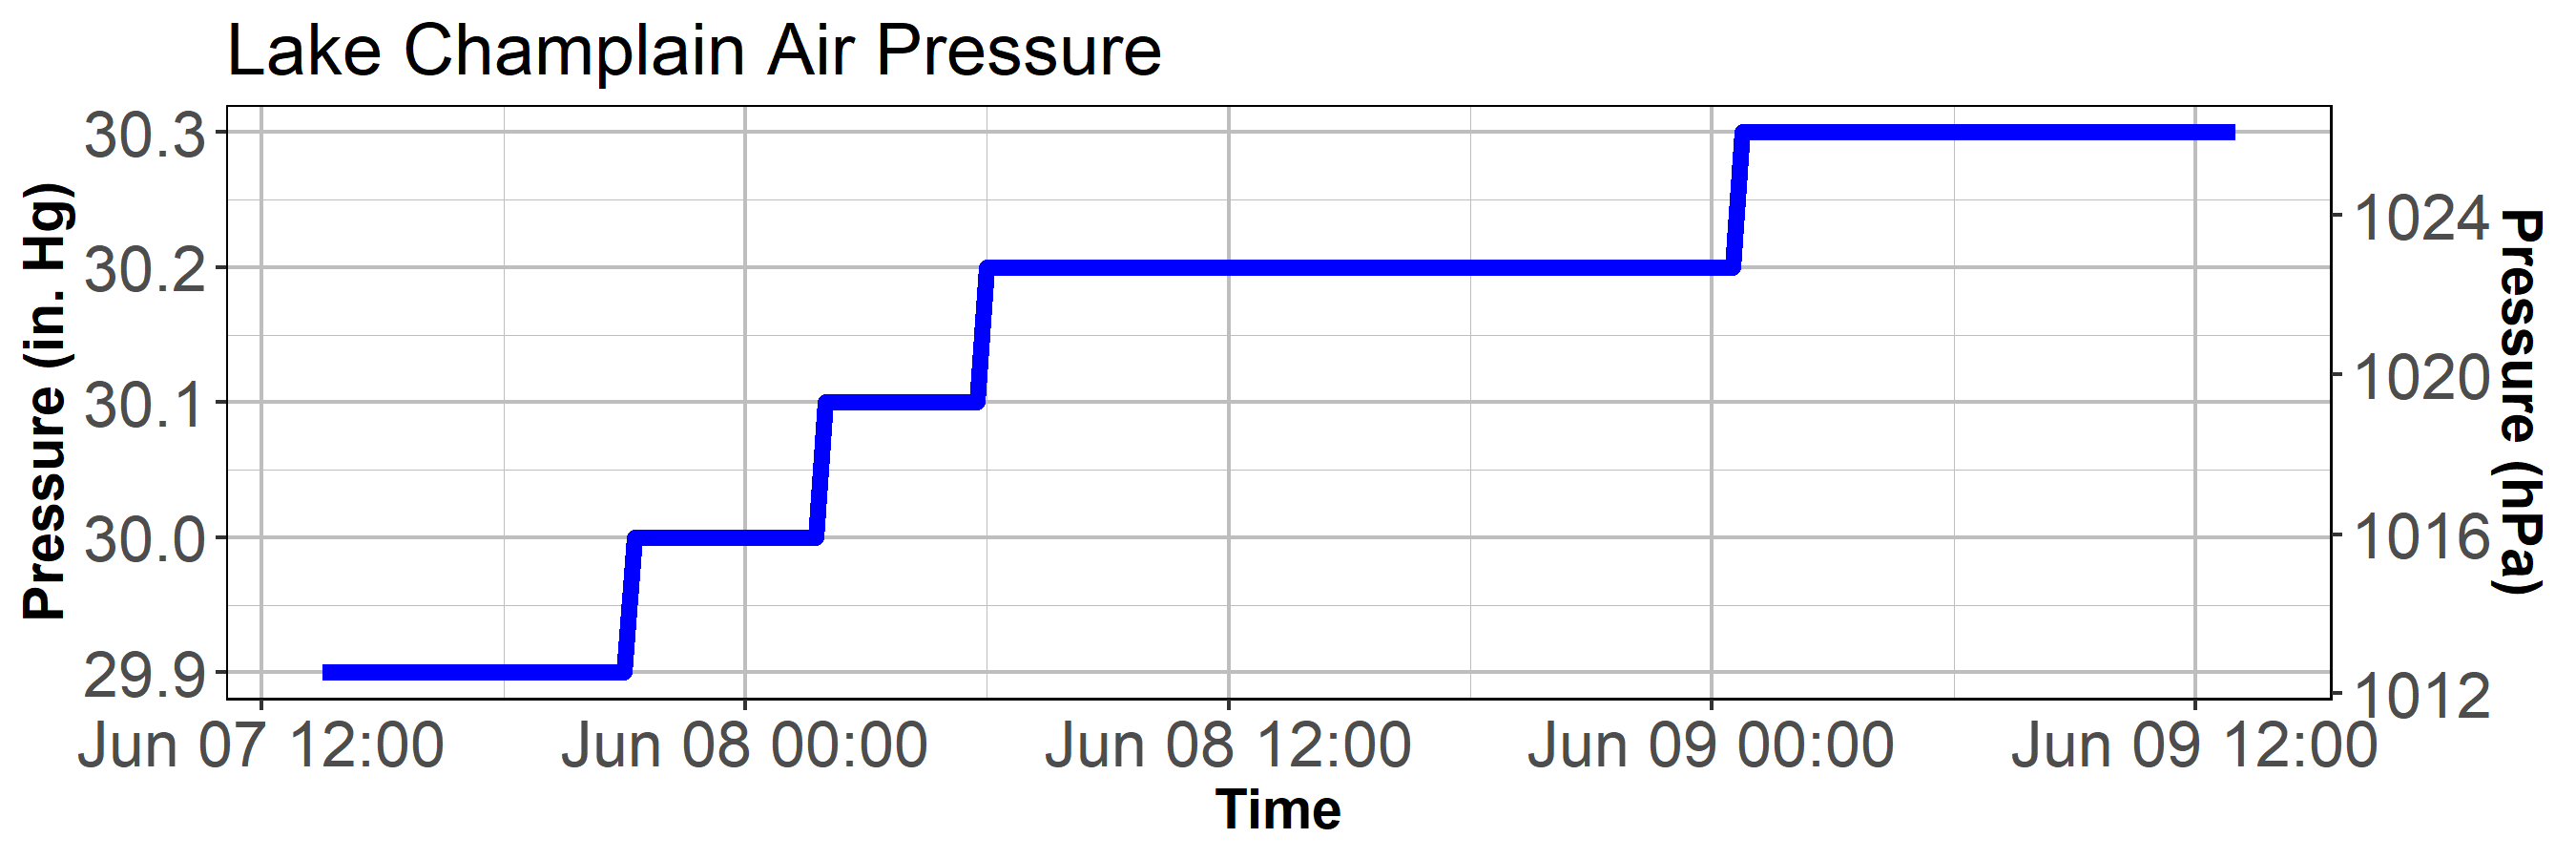 Lake Champlain Air Pressure
30.3
30.2
30.1
30.0
29.9
Pressure (in. Hg)
1024
1020
1016
1012
Pressure (hPa)
Jun 07 12:00
Jun 08 00:00
Jun 08 12:00
Jun 09 00:00
Jun 09 12:00
Time